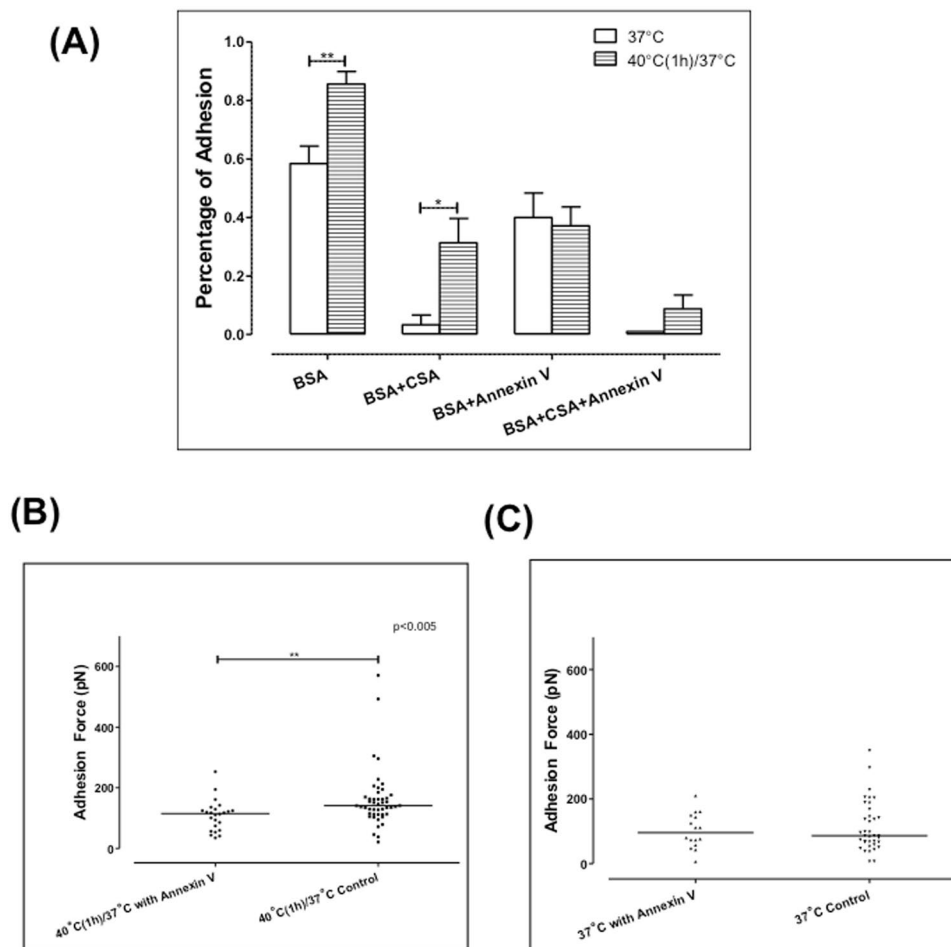 (A)
37°C
40°C(1h)/37°C
Percentage of Adhesion
1.0
0.8
0.6
0.4
0.2
0.0
**
*
BSA
BSA+CSA
BSA+Annexin V
BSA+CSA+Annexin V
(B)
p<0.005
**
Adhesion Force (pN)
600
400
200
0
40°C(1h)/37°C with Annexin V
40°C(1h)/37°C Control
(C)
Adhesion Force (pN)
600
400
200
0
37°C with Annexin V
37°C Control